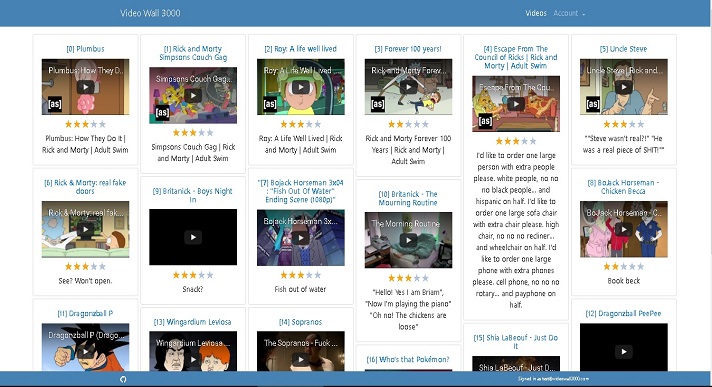 Video Wall 3000
Videos
Account
[0] Plumbus
Plumbus: How They D...
[as]
Plumbus: How They Do It |
Rick and Morty | Adult Swim
[1] Rick and Morty
Simpsons Couch Gag
Simpsons Couch Gag...
[as]
Simpsons Couch Gag | Rick
and Morty | Adult Swim
[2] Roy: A life well lived
Roy: A Life Well Lived ...
[as]
Roy: A Life Well Lived | Rick
and Morty | Adult Swim
[3] Forever 100 years!
Rick and Morty Forev...
Rick and Morty Forever 100
Years | Rick and Morty |
Adult Swim
[4] Escape From The
Council of Ricks | Rick and
Morty | Adult Swim
Escape From The Cou...
[as]
I'd like to order one large
person with extra people
please. white people, no no
no black people... and
hispanic on half. I'd like to
order one large sofa chair
with extra chair please. high
chair, no no no recliner...
and wheelchair on half. I'd
like to order one large
phone with extra phones
please. cell phone, no no no
rotary... and payphone on
half.
[5] Uncle Steve
Uncle Steve | Rick and...
[as]
""Steve wasn't real?!" "He
was a real piece of SHIT!""
[6] Rick & Morty: real fake
doors
Rick & Morty: real fak...
See? Won't open.
[9] Britanick - Boys Night
In
Snack?
"[7] BoJack Horseman 3x04
: "Fish Out Of Water"
Ending Scene (1080p)"
BoJack Horseman 3x...
Fish out of water
[10] Britanick - The
Mourning Routine
The Morning Routine
"Hello! Yes I am Briam",
"Now I'm playing the piano"
"Oh no! The chickens are
loose"
[8] BoJack Horseman -
Chicken Becca
BoJack Horseman - C...
Book beck
[11] Dragonzball P
Dragonzball P (Drago...
[13] Wingardium Leviosa
Wingardium Leviosa ...
[14] Sopranos
The Sopranos - Fuck ...
[16] Who's that Pokémon?
[15] Shia LaBeouf - Just Do
It
Shia LaBeouf - Just ...
[12] Dragonzball PeePee
Signed in as test@videowall3000.com